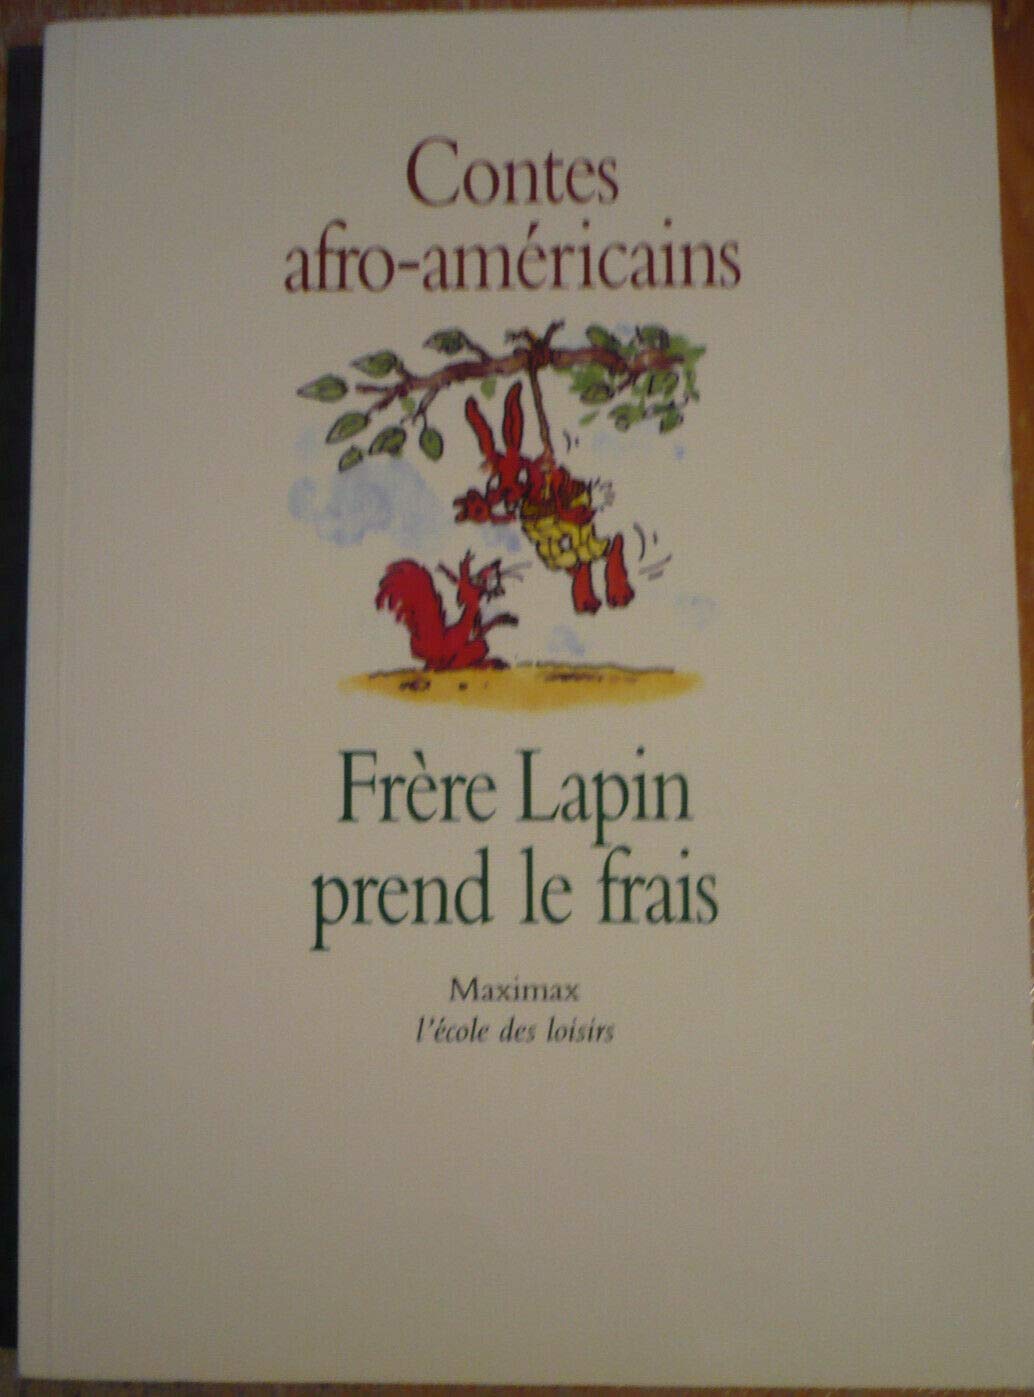 Contes
afro-américains
Frère Lapin
prend le frais
Maximax
l'école des loisirs